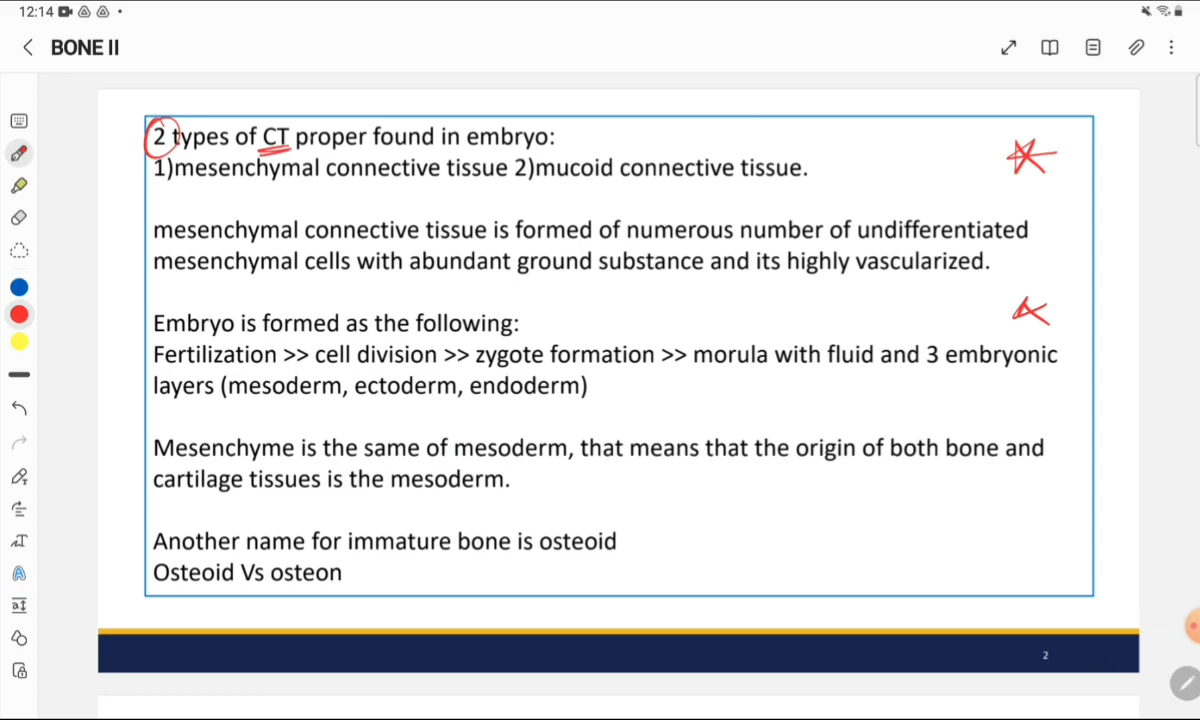 12:14
BONE II
2 types of CT proper found in embryo:
1)mesenchymal connective tissue 2)mucoid connective tissue.
mesenchymal connective tissue is formed of numerous number of undifferentiated
mesenchymal cells with abundant ground substance and its highly vascularized.
Embryo is formed as the following:
Fertilization >> cell division >> zygote formation >> morula with fluid and 3 embryonic
layers (mesoderm, ectoderm, endoderm)
Mesenchyme is the same of mesoderm, that means that the origin of both bone and
cartilage tissues is the mesoderm.
Another name for immature bone is osteoid
Osteoid Vs osteon
2